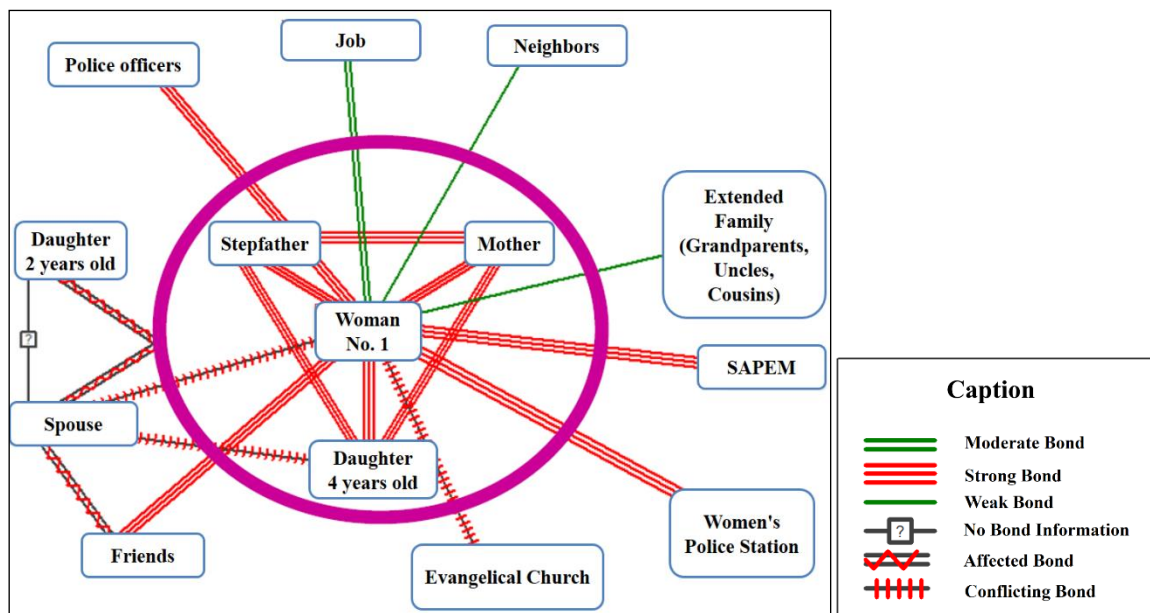 Job
Neighbors
Police officers
Extended
Family
(Grandparents,
Uncles,
Cousins)
Daughter
2 years old
Stepfather
Mother
Woman
No. 1
?
SAPEM
Spouse
Daughter
4 years old
Women's
Police Station
Friends
Evangelical Church
Caption
Moderate Bond
Strong Bond
Weak Bond
?
No Bond Information
Affected Bond
Conflicting Bond